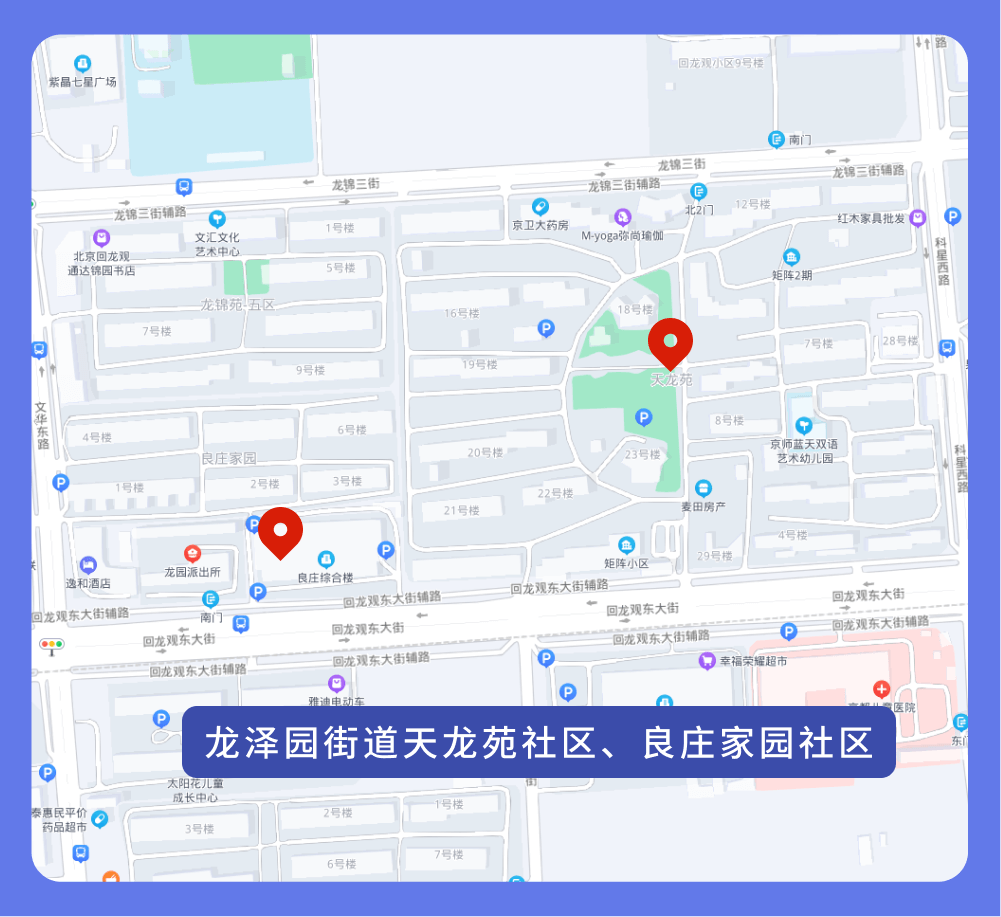 路
回龙观小区9号楼
紫晶七星广场
南门
龙锦三街
龙锦三街
龙锦三街辅路
龙锦三街辅路
龙锦三街辅路
北2门
12号楼
红木家具批发
京卫大药房
M-yoga弥尚瑜伽
文汇文化
艺术中心
1号楼
北京回龙观
通达锦园书店
科星西路
矩阵2期
5号楼
龙锦苑-五区
16号楼
18号楼
7号楼
7号楼
28号楼
9号楼
19号楼
天龙苑
文华东路
4号楼
6号楼
8号楼
京师蓝天双语
艺术幼儿园
良庄家园
20号楼
23号楼
科星西路
1号楼
2号楼
3号楼
22号楼
21号楼
麦田房产
4号楼
龙园派出所
良庄综合楼
矩阵小区
29号楼
逸和酒店
南门
回龙观东大街辅路
回龙观东大街辅路
回龙观东大街辅路
回龙观东大街
回龙观东大街
回龙观东大街
回龙观东大街
回龙观东大街辅路
回龙观东大街辅路
回龙观东大街辅路
回龙观东大街辅路
幸福荣耀超市
雅迪电动车
龙泽园街道天龙苑社区、良庄家园社区
街
太阳花儿童
成长中心
泰惠民平价
药品超市
3号楼
2号楼
1号楼
6号楼
7号楼